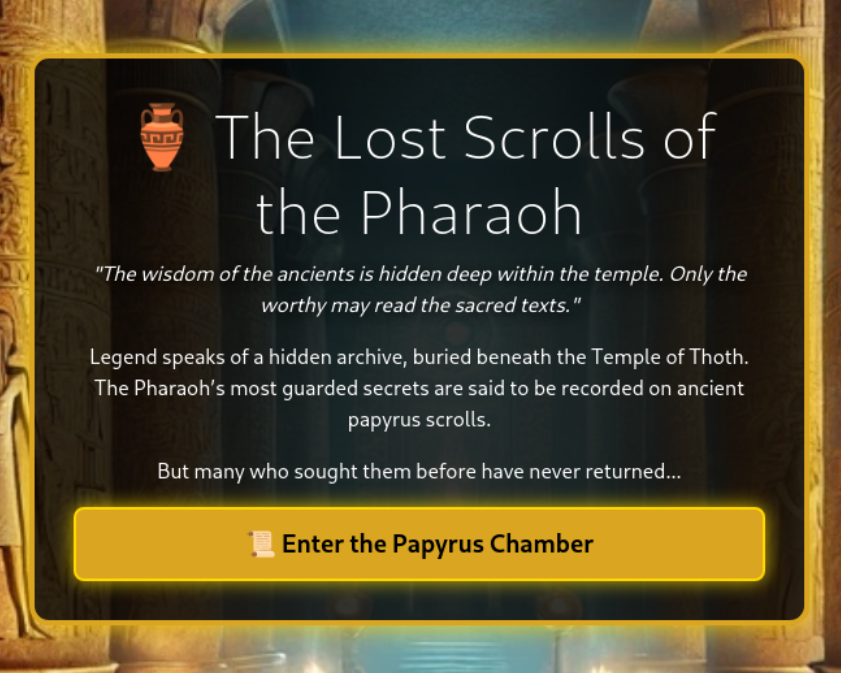 🏺 The Lost Scrolls of
the Pharaoh
"The wisdom of the ancients is hidden deep within the temple. Only the
worthy may read the sacred texts."
Legend speaks of a hidden archive, buried beneath the Temple of Thoth.
The Pharaoh's most guarded secrets are said to be recorded on ancient
papyrus scrolls.
But many who sought them before have never returned...
📜 Enter the Papyrus Chamber